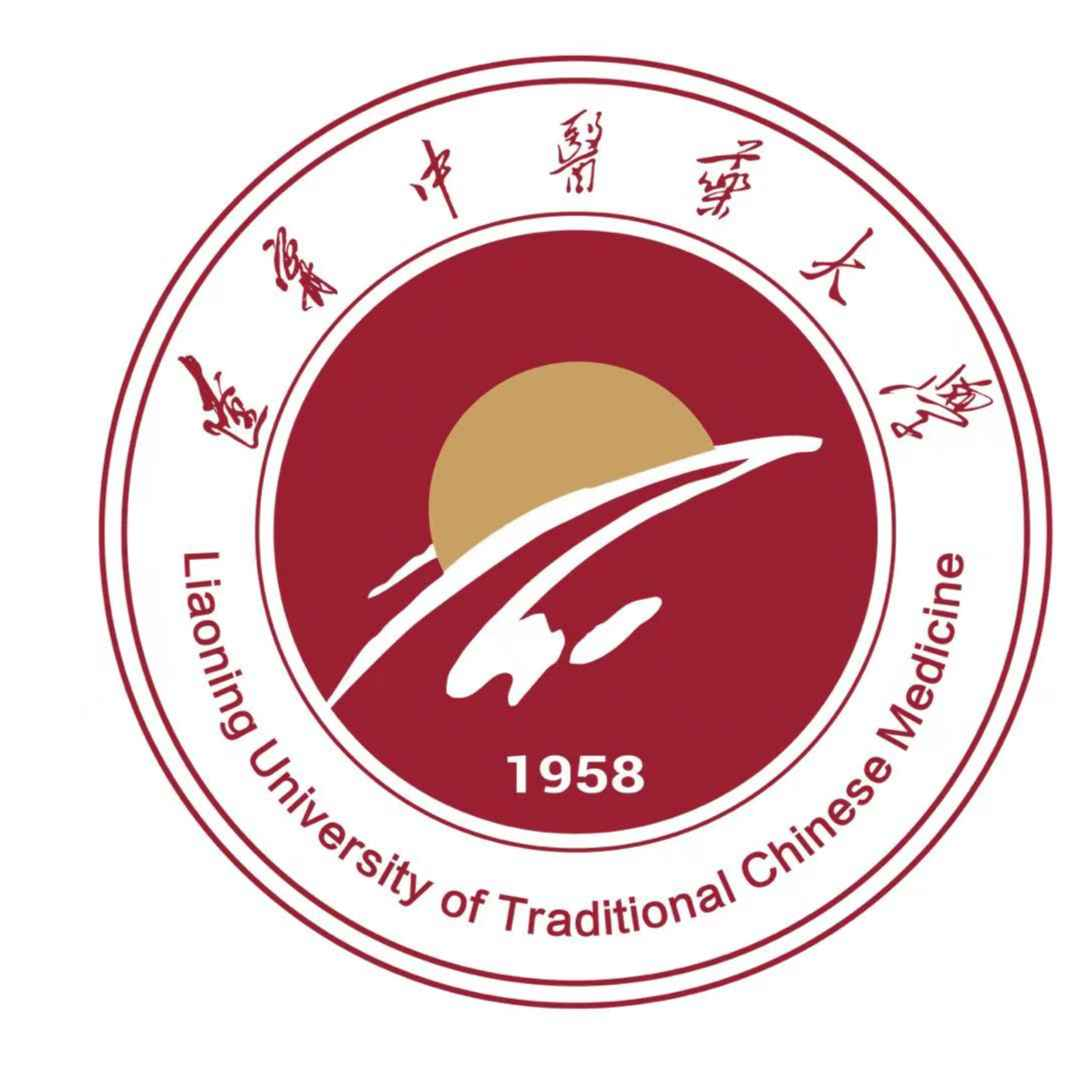 遼寧中醫藥大學
1958
Liaoning University of Traditional Chinese Medicine